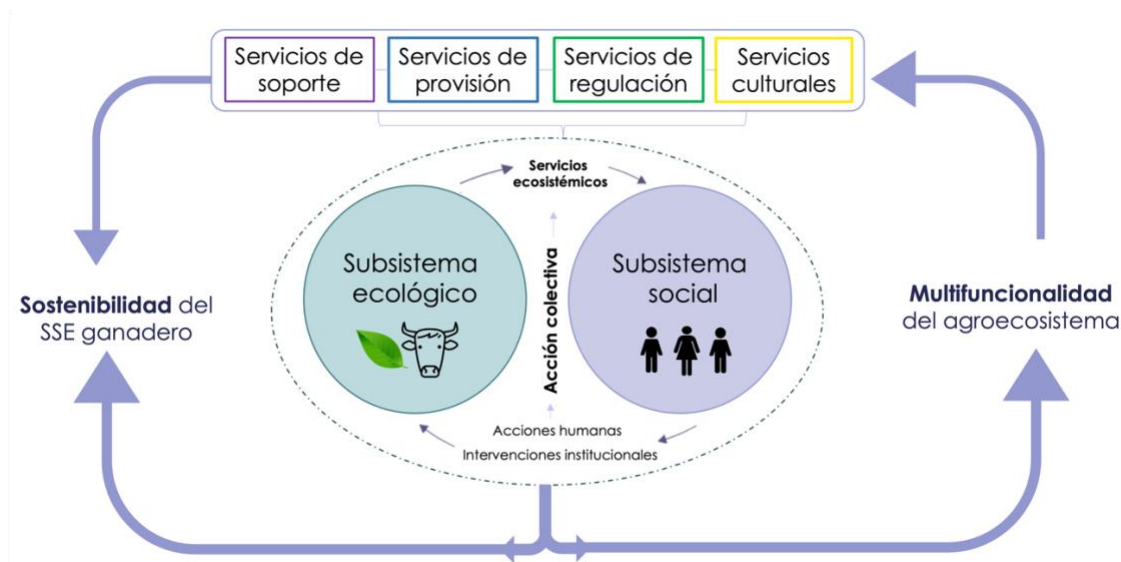 Servicios de
soporte
Servicios de
provisión
Servicios de
regulación
Servicios
culturales
Servicios
ecosistémicos
Subsistema
ecológico
Acción colectiva
Subsistema
social
Sostenibilidad del
SSE ganadero
Multifuncionalidad
del agroecosistema
Acciones humanas
Intervenciones institucionales